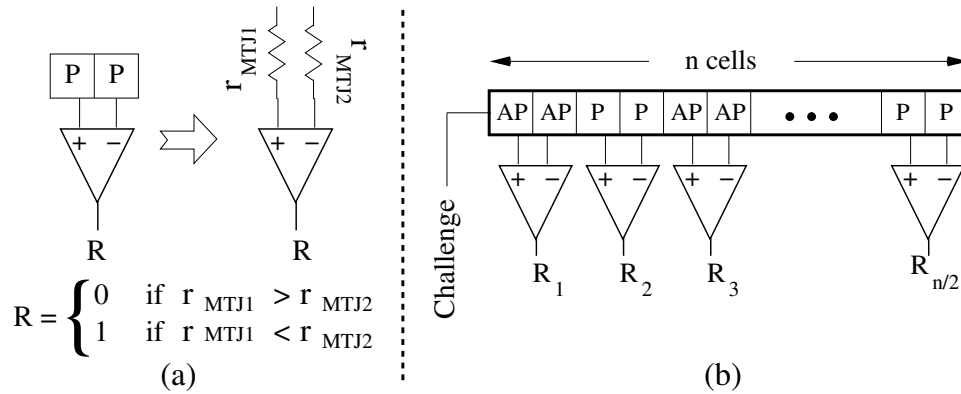 P P
r MTJ1
r MTJ2
+ −
+ −
R
R
R = { 0 if r MTJ1 > r MTJ2
1 if r MTJ1 < r MTJ2
(a)
n cells
AP AP P P AP AP • • • P P
+ − + − + − + −
Challenge
R1 R2 R3 Rn/2
(b)